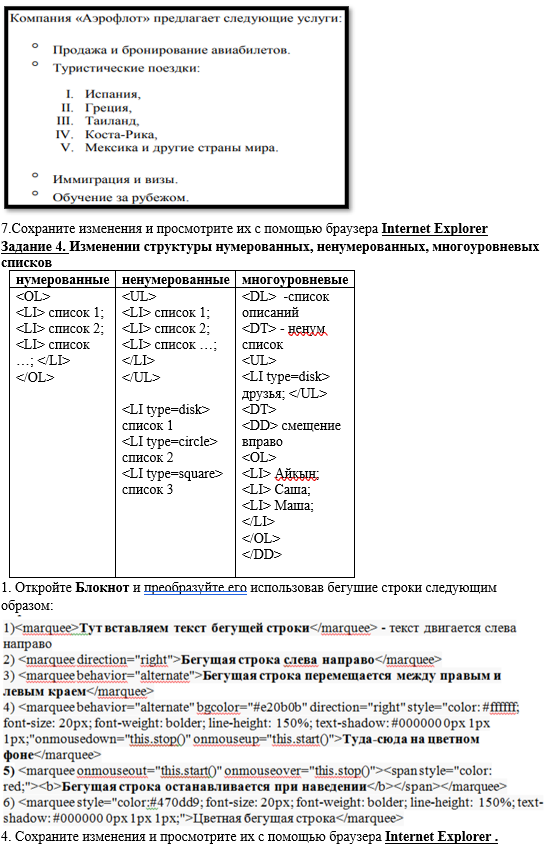 Компания «Аэрофлот» предлагает следующие услуги:
° Продажа и бронирование авиабилетов.
° Туристические поездки:
I. Испания,
II. Греция,
III. Таиланд,
IV. Коста-Рика,
V. Мексика и другие страны мира.
° Иммиграция и визы.
° Обучение за рубежом.
7.Сохраните изменения и просмотрите их с помощью браузера Internet Explorer
Задание 4. Изменении структуры нумерованных, ненумерованных, многоуровневых
списков
нумерованные
<OL>
<LI> список 1;
<LI> список 2;
<LI> список
…; </LI>
</OL>
ненумерованные
<UL>
<LI> список 1;
<LI> список 2;
<LI> список …;
</LI>
</UL>
<LI type=disk>
список 1
<LI type=circle>
список 2
<LI type=square>
список 3
многоуровневые
<DL> -список
описаний
<DT> - ненум
список
<UL>
<LI type=disk>
друзья; </UL>
<DT>
<DD> смещение
вправо
<OL>
<LI> Айкын;
<LI> Саша;
<LI> Маша;
</LI>
</OL>
</DD>
1. Откройте Блокнот и преобразуйте его использовав бегушие строки следующим
образом:
1)<marquee>Тут вставляем текст бегущей строки</marquee> - текст двигается слева
направо
2) <marquee direction="right">Бегущая строка слева направо</marquee>
3) <marquee behavior="alternate">Бегущая строка перемещается между правым и
левым краем</marquee>
4) <marquee behavior="alternate" bgcolor="#e20b0b" direction="right" style="color: #ffffff;
font-size: 20px; font-weight: bolder; line-height: 150%; text-shadow: #000000 0px 1px
1px;"onmousedown="this.stop()" onmouseup="this.start()">Туда-сюда на цветном
фоне</marquee>
5) <marquee onmouseout="this.start()" onmouseover="this.stop()"><span style="color:
red;"><b>Бегущая строка останавливается при наведении</b></span></marquee>
6) <marquee style="color:#470dd9; font-size: 20px; font-weight: bolder; line-height: 150%; text-
shadow: #000000 0px 1px 1px;">Цветная бегущая строка</marquee>
4. Сохраните изменения и просмотрите их с помощью браузера Internet Explorer .